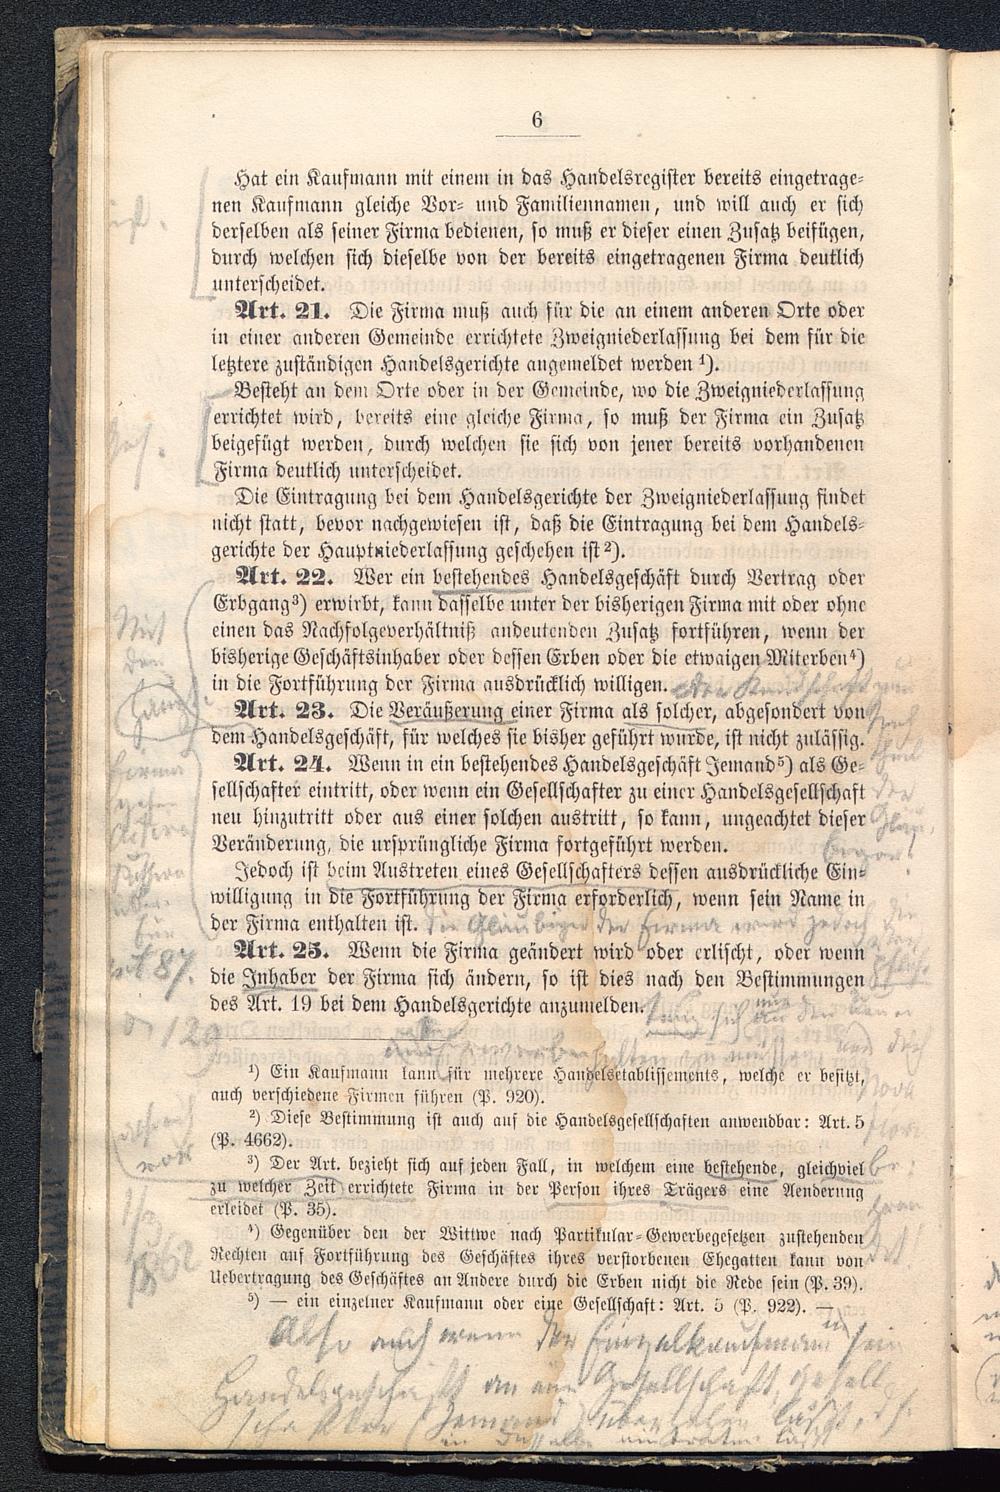 6
Hat ein Kaufmann mit einem in das Handelsregister bereits eingetrage-
nen Kaufmann gleiche Vor- und Familiennamen, und will auch er sich
derselben als seiner Firma bedienen, so muß er dieser einen Zusatz beifügen,
durch welchen sich dieselbe von der bereits eingetragenen Firma deutlich
unterscheidet.
Art. 21. Die Firma muß auch für die an einem anderen Orte oder
in einer anderen Gemeinde errichtete Zweigniederlassung bei dem für die
letztere zuständigen Handelsgerichte angemeldet werden ¹).
Besteht an dem Orte oder in der Gemeinde, wo die Zweigniederlassung
errichtet wird, bereits eine gleiche Firma, so muß der Firma ein Zusatz
beigefügt werden, durch welchen sie sich von jener bereits vorhandenen
Firma deutlich unterscheidet.
Die Eintragung bei dem Handelsgerichte der Zweigniederlassung findet
nicht statt, bevor nachgewiesen ist, daß die Eintragung bei dem Handels-
gerichte der Hauptniederlassung geschehen ist ²).
Art. 22. Wer ein bestehendes Handelsgeschäft durch Vertrag oder
Erbgang³) erwirbt, kann dasselbe unter der bisherigen Firma mit oder ohne
einen das Nachfolgeverhältniß andeutenden Zusatz fortführen, wenn der
bisherige Geschäftsinhaber oder dessen Erben oder die etwaigen Miterben⁴)
in die Fortführung der Firma ausdrücklich willigen.
Art. 23. Die Veräußerung einer Firma als solcher, abgesondert von
dem Handelsgeschäft, für welches sie bisher geführt wurde, ist nicht zulässig.
Art. 24. Wenn in ein bestehendes Handelsgeschäft Jemand⁵) als Ge-
sellschafter eintritt, oder wenn ein Gesellschafter zu einer Handelsgesellschaft
neu hinzutritt oder aus einer solchen austritt, so kann, ungeachtet dieser
Veränderung, die ursprüngliche Firma fortgeführt werden.
Jedoch ist beim Austreten eines Gesellschafters dessen ausdrückliche Ein-
willigung in die Fortführung der Firma erforderlich, wenn sein Name in
der Firma enthalten ist. die Gläubiger der Firma wird jedoch
Art. 25. Wenn die Firma geändert wird oder erlischt, oder wenn
die Inhaber der Firma sich ändern, so ist dies nach den Bestimmungen
des Art. 19 bei dem Handelsgerichte anzumelden.
¹) Ein Kaufmann kann für mehrere Handelsetablissements, welche er besitzt,
auch verschiedene Firmen führen (P. 920).
²) Diese Bestimmung ist auch auf die Handelsgesellschaften anwendbar: Art. 5
(P. 4662).
³) Der Art. bezieht sich auf jeden Fall, in welchem eine bestehende, gleichviel
zu welcher Zeit errichtete Firma in der Person ihres Trägers eine Aenderung
erleidet (P. 35).
⁴) Gegenüber den der Wittwe nach Partikular-Gewerbegesetzen zustehenden
Rechten auf Fortführung des Geschäftes ihres verstorbenen Ehegatten kann von
Uebertragung des Geschäftes an Andere durch die Erben nicht die Rede sein (P. 39).
⁵) — ein einzelner Kaufmann oder eine Gesellschaft: Art. 5 (P. 922). —
Also auch wenn der Einzelkaufmann sein
Handelsgeschäft an eine Gesellschaft